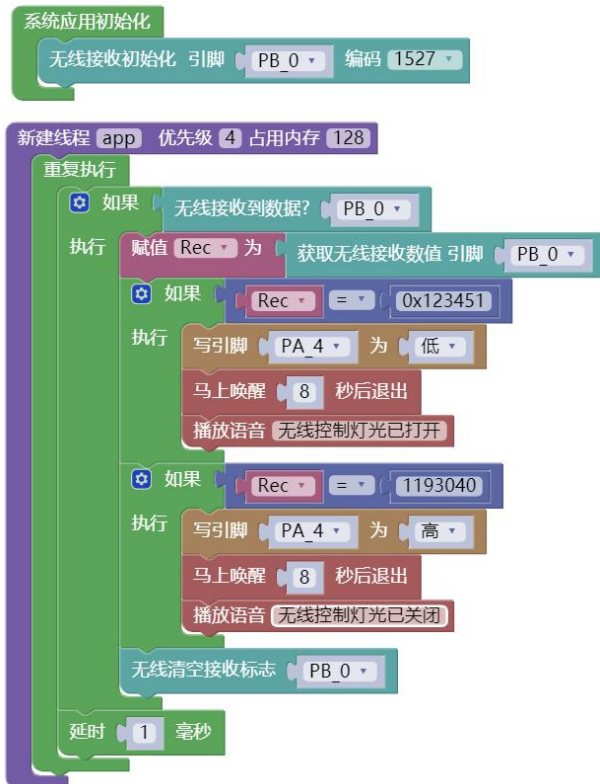 系统应用初始化
无线接收初始化 引脚 PB_0 编码 1527
新建线程 app 优先级 4 占用内存 128
重复执行
如果 无线接收到数据? PB_0
执行 赋值 Rec 为 获取无线接收数值 引脚 PB_0
如果 Rec = 0x123451
执行 写引脚 PA_4 为 低
马上唤醒 8 秒后退出
播放语音 无线控制灯光已打开
如果 Rec = 1193040
执行 写引脚 PA_4 为 高
马上唤醒 8 秒后退出
播放语音 无线控制灯光已关闭
无线清空接收标志 PB_0
延时 1 毫秒